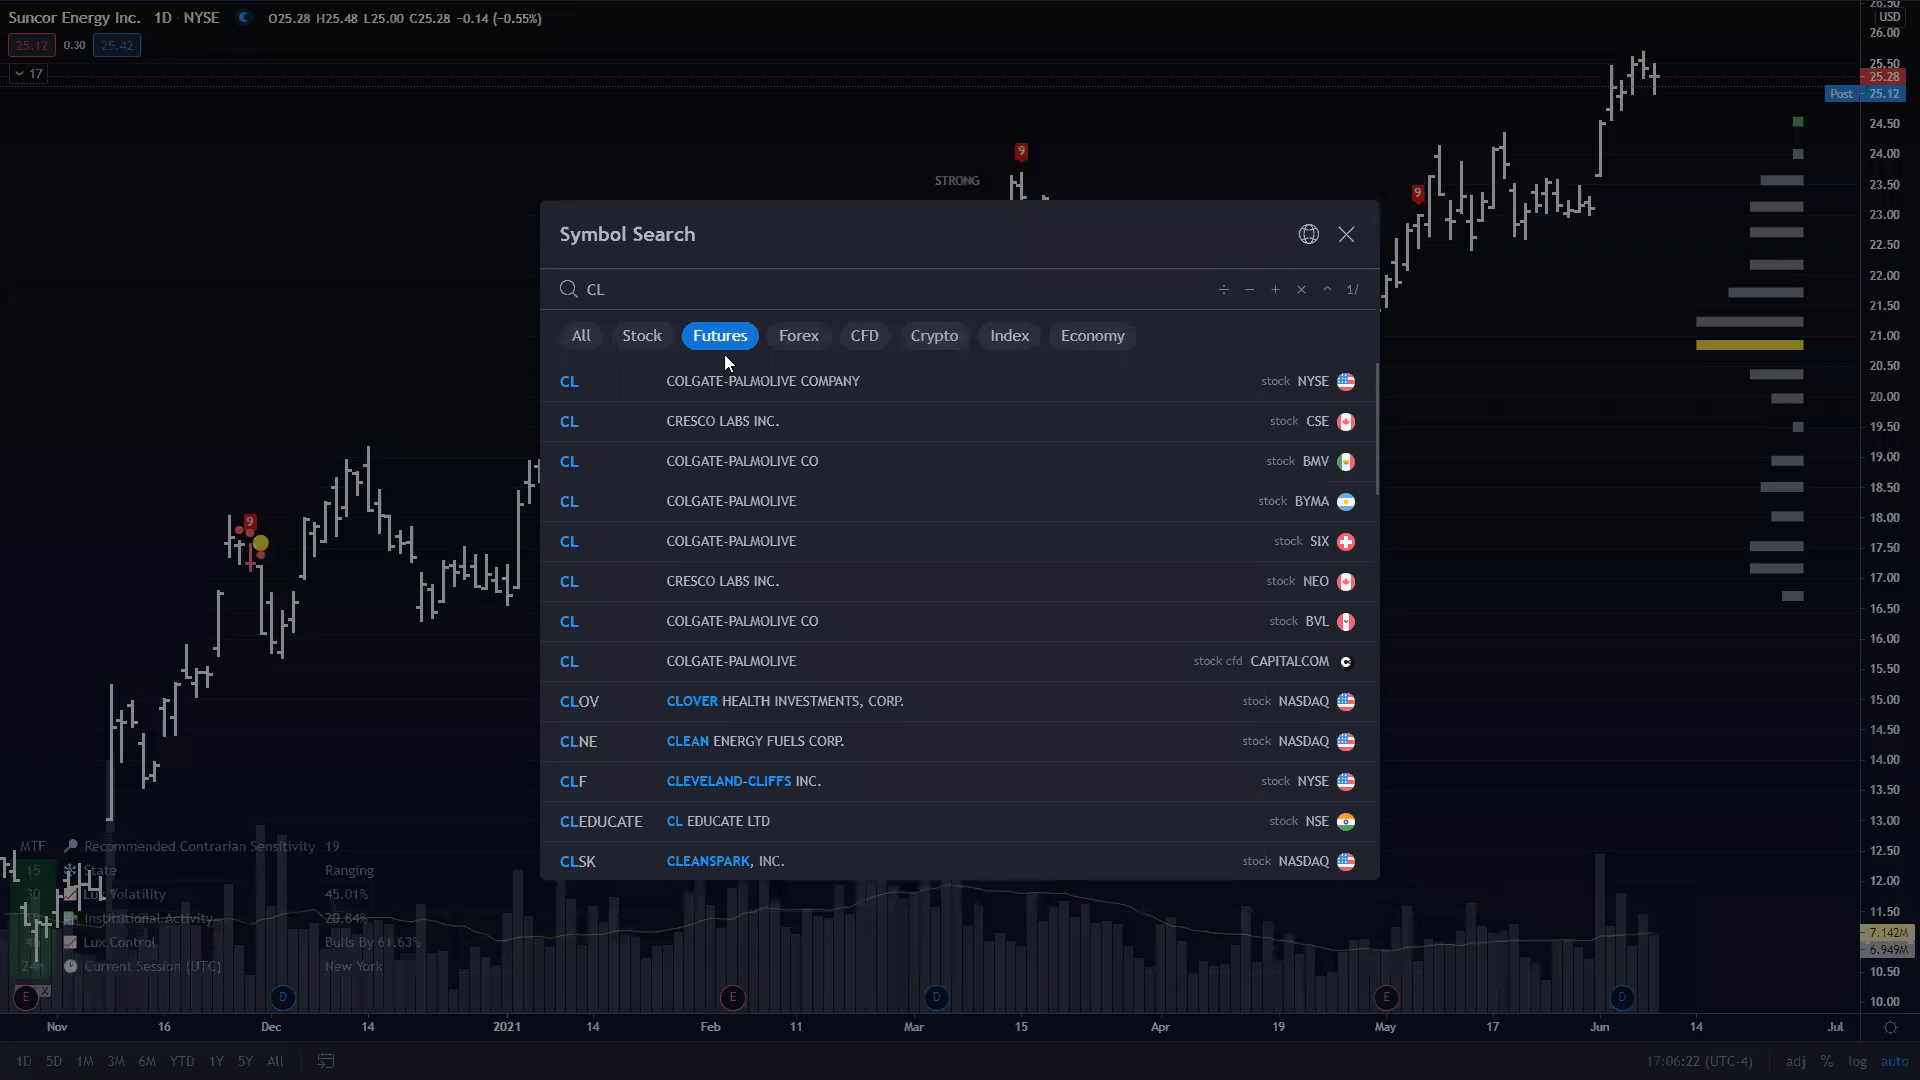 Suncor Energy Inc. 1D NYSE O25.28 H25.48 L25.00 C25.28 −0.14 (−0.55%)
25.12 0.30 25.42
17
USD
26.00
25.50
25.28
Post 25.12
24.50
24.00
23.50
23.00
22.50
22.00
21.50
21.00
20.50
20.00
19.50
19.00
18.50
18.00
17.50
17.00
16.50
16.00
15.50
15.00
14.50
14.00
13.50
13.00
12.50
12.00
11.50
7.142M
6.949M
10.50
10.00
9
STRONG
9
9
Symbol Search
CL ÷ − + × ^ 1/
All Stock Futures Forex CFD Crypto Index Economy
CL COLGATE-PALMOLIVE COMPANY stock NYSE
CL CRESCO LABS INC. stock CSE
CL COLGATE-PALMOLIVE CO stock BMV
CL COLGATE-PALMOLIVE stock BYMA
CL COLGATE-PALMOLIVE stock SIX
CL CRESCO LABS INC. stock NEO
CL COLGATE-PALMOLIVE CO stock BVL
CL COLGATE-PALMOLIVE stock cfd CAPITALCOM
CLOV CLOVER HEALTH INVESTMENTS, CORP. stock NASDAQ
CLNE CLEAN ENERGY FUELS CORP. stock NASDAQ
CLF CLEVELAND-CLIFFS INC. stock NYSE
CLEDUCATE CL EDUCATE LTD stock NSE
CLSK CLEANSPARK, INC. stock NASDAQ
MTF Recommended Contrarian Sensitivity 19
15 State Ranging
30 Lux Volatility 45.01%
Institutional Activity 20.84%
Lux Control Bulls By 61.63%
24h Current Session (UTC) New York
E X D E D E D
Nov 16 Dec 14 2021 14 Feb 11 Mar 15 Apr 19 May 17 Jun 14 Jul
1D 5D 1M 3M 6M YTD 1Y 5Y All 17:06:22 (UTC-4) adj % log auto